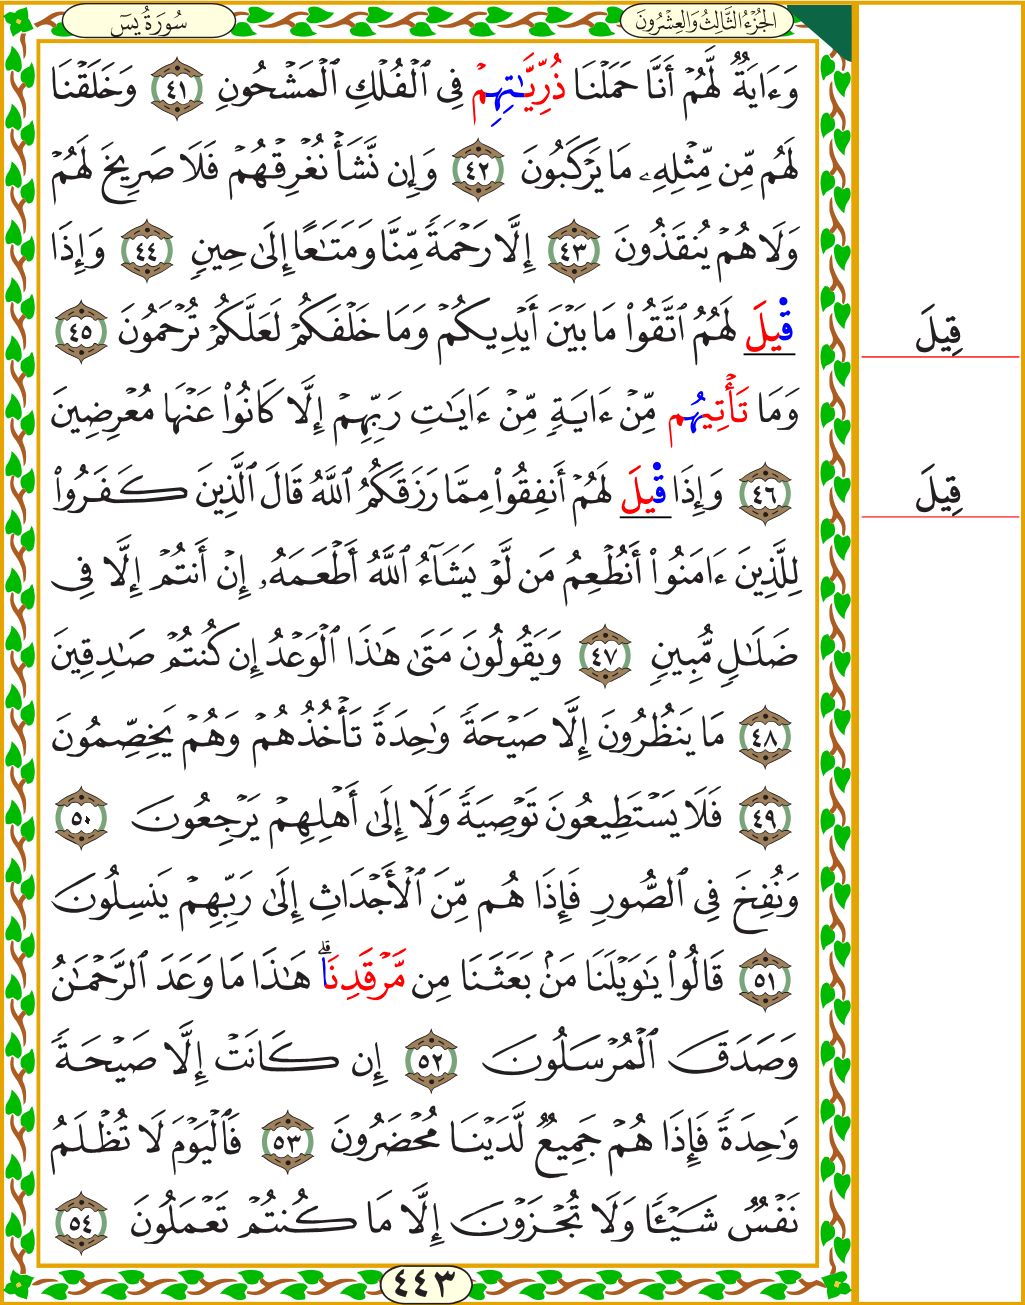 سُورَةُ يسٓ
الجُزْءُ الثَّالِثُ وَالعِشْرُونَ
وَءَايَةٌ لَّهُمْ أَنَّا حَمَلْنَا ذُرِّيَّـٰتِهِمْ فِى ٱلْفُلْكِ ٱلْمَشْحُونِ ٤١ وَخَلَقْنَا
لَهُم مِّن مِّثْلِهِۦ مَا يَرْكَبُونَ ٤٢ وَإِن نَّشَأْ نُغْرِقْهُمْ فَلَا صَرِيخَ لَهُمْ
وَلَا هُمْ يُنقَذُونَ ٤٣ إِلَّا رَحْمَةً مِّنَّا وَمَتَـٰعًا إِلَىٰ حِينٍ ٤٤ وَإِذَا
قِيلَ لَهُمُ ٱتَّقُوا۟ مَا بَيْنَ أَيْدِيكُمْ وَمَا خَلْفَكُمْ لَعَلَّكُمْ تُرْحَمُونَ ٤٥
قِيلَ
وَمَا تَأْتِيهُم مِّنْ ءَايَةٍ مِّنْ ءَايَـٰتِ رَبِّهِمْ إِلَّا كَانُوا۟ عَنْهَا مُعْرِضِينَ
٤٦ وَإِذَا قِيلَ لَهُمْ أَنفِقُوا۟ مِمَّا رَزَقَكُمُ ٱللَّهُ قَالَ ٱلَّذِينَ كَفَرُوا۟
قِيلَ
لِلَّذِينَ ءَامَنُوٓا۟ أَنُطْعِمُ مَن لَّوْ يَشَآءُ ٱللَّهُ أَطْعَمَهُۥ إِنْ أَنتُمْ إِلَّا فِى
ضَلَـٰلٍ مُّبِينٍ ٤٧ وَيَقُولُونَ مَتَىٰ هَـٰذَا ٱلْوَعْدُ إِن كُنتُمْ صَـٰدِقِينَ
٤٨ مَا يَنظُرُونَ إِلَّا صَيْحَةً وَٰحِدَةً تَأْخُذُهُمْ وَهُمْ يَخِصِّمُونَ
٤٩ فَلَا يَسْتَطِيعُونَ تَوْصِيَةً وَلَا إِلَىٰ أَهْلِهِمْ يَرْجِعُونَ ٥٠
وَنُفِخَ فِى ٱلصُّورِ فَإِذَا هُم مِّنَ ٱلْأَجْدَاثِ إِلَىٰ رَبِّهِمْ يَنسِلُونَ
٥١ قَالُوا۟ يَـٰوَيْلَنَا مَنۢ بَعَثَنَا مِن مَّرْقَدِنَا ۗ هَـٰذَا مَا وَعَدَ ٱلرَّحْمَـٰنُ
وَصَدَقَ ٱلْمُرْسَلُونَ ٥٢ إِن كَانَتْ إِلَّا صَيْحَةً
وَٰحِدَةً فَإِذَا هُمْ جَمِيعٌ لَّدَيْنَا مُحْضَرُونَ ٥٣ فَٱلْيَوْمَ لَا تُظْلَمُ
نَفْسٌ شَيْـًٔا وَلَا تُجْزَوْنَ إِلَّا مَا كُنتُمْ تَعْمَلُونَ ٥٤
٤٤٣